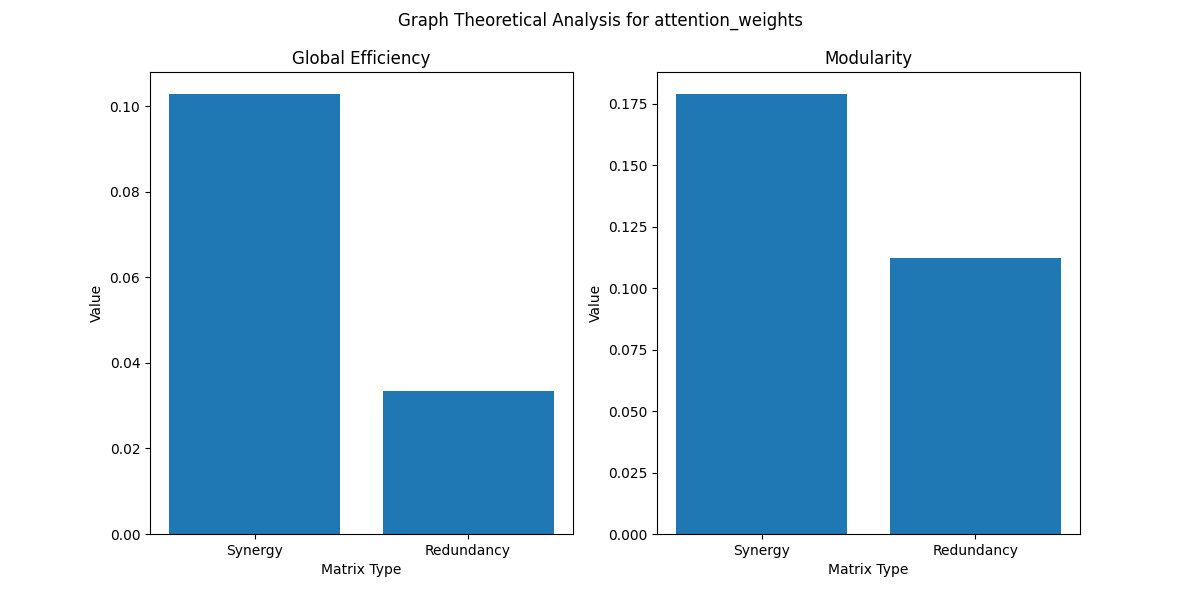 Graph Theoretical Analysis for attention_weights
Global Efficiency
0.10
0.08
0.06
0.04
0.02
0.00
Value
Synergy
Redundancy
Matrix Type
Modularity
0.175
0.150
0.125
0.100
0.075
0.050
0.025
0.000
Value
Synergy
Redundancy
Matrix Type